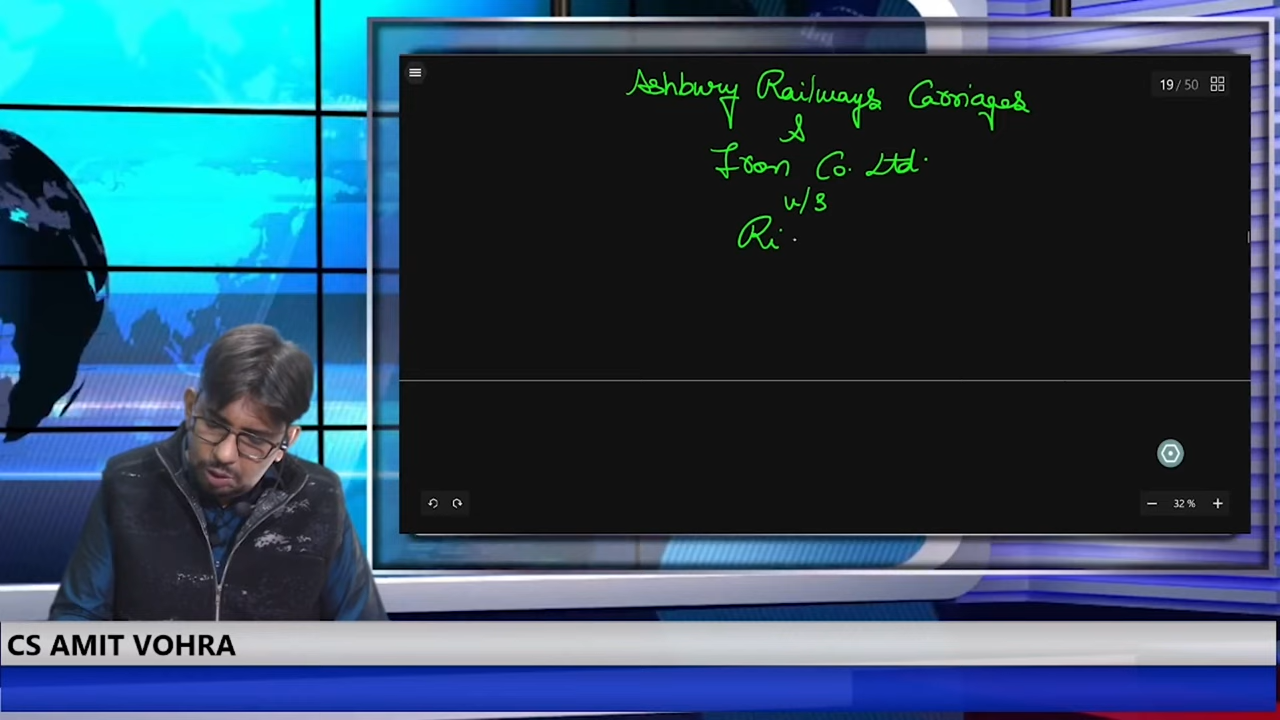 Ashbury Railways Carriages
&
Iron Co. Ltd.
v/s
Ri
19 / 50
32 %
CS AMIT VOHRA